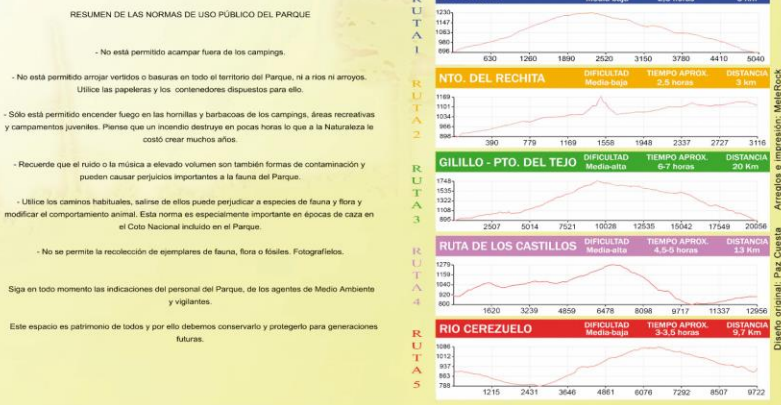 RESUMEN DE LAS NORMAS DE USO PÚBLICO DEL PARQUE
- No está permitido acampar fuera de los campings.
- No está permitido arrojar vertidos o basuras en todo el territorio del Parque, ni a rios ni arroyos.
Utilice las papeleras y los contenedores dispuestos para ello.
- Sólo está permitido encender fuego en las hornillas y barbacoas de los campings, áreas recreativas
y campamentos juveniles. Piense que un incendio destruye en pocas horas lo que a la Naturaleza le
costó crear muchos años.
- Recuerde que el ruido o la música a elevado volumen son también formas de contaminación y
pueden causar perjuicios importantes a la fauna del Parque.
- Utilice los caminos habituales, salirse de ellos puede perjudicar a especies de fauna y flora y
modificar el comportamiento animal. Esta norma es especialmente importante en épocas de caza en
el Coto Nacional incluido en el Parque.
- No se permite la recolección de ejemplares de fauna, flora o fósiles. Fotografíelos.
Siga en todo momento las indicaciones del personal del Parque, de los agentes de Medio Ambiente
y vigilantes.
Este espacio es patrimonio de todos y por ello debemos conservarlo y protegerlo para generaciones
futuras.
RUTA 1
1230
1147
1063
980
896
630 1260 1890 2520 3150 3780 4410 5040
RUTA 2
NTO. DEL RECHITA DIFICULTAD TIEMPO APROX. DISTANCIA
Media-baja 2,5 horas 3 km
1169
1101
1034
966
898
390 779 1169 1558 1948 2337 2727 3116
RUTA 3
GILILLO - PTO. DEL TEJO DIFICULTAD TIEMPO APROX. DISTANCIA
Media-alta 6-7 horas 20 Km
1748
1535
1322
1108
895
2507 5014 7521 10028 12535 15042 17549 20056
RUTA 4
RUTA DE LOS CASTILLOS DIFICULTAD TIEMPO APROX. DISTANCIA
Media-alta 4,5-5 horas 13 Km
1279
1159
1040
920
800
1620 3239 4859 6478 8098 9717 11337 12956
RUTA 5
RIO CEREZUELO DIFICULTAD TIEMPO APROX. DISTANCIA
Media-baja 3-3,5 horas 9,7 Km
1086
1012
937
863
788
1215 2431 3646 4861 6076 7292 8507 9722
Diseño original: Paz Cuesta Arreglos e impresión: MoleRock